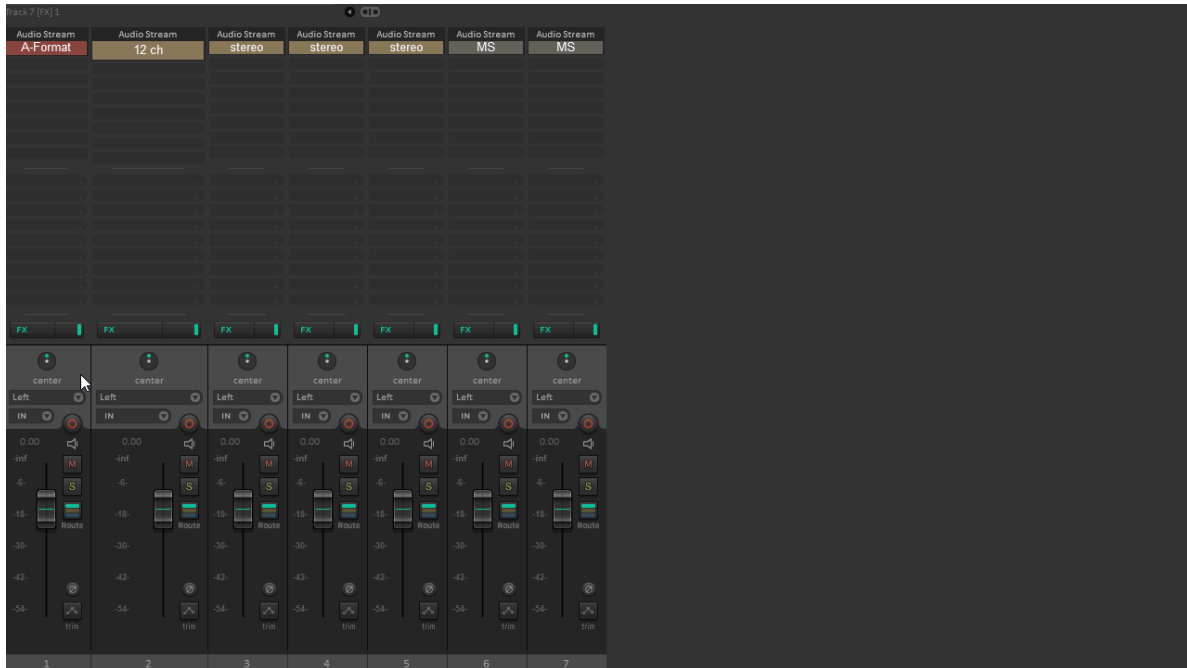 Track 7 [FX] 1
Audio Stream Audio Stream Audio Stream Audio Stream Audio Stream Audio Stream Audio Stream
A-Format 12 ch stereo stereo stereo MS MS
FX FX FX FX FX FX FX
center center center center center center center
Left Left Left Left Left Left Left
IN IN IN IN IN IN IN
0.00 0.00 0.00 0.00 0.00 0.00 0.00
-inf -inf -inf -inf -inf -inf -inf
M M M M M M M
-6- -6- -6- -6- -6- -6- -6-
S S S S S S S
-18- -18- -18- -18- -18- -18- -18-
Route Route Route Route Route Route Route
-30- -30- -30- -30- -30- -30- -30-
-42- -42- -42- -42- -42- -42- -42-
-54- -54- -54- -54- -54- -54- -54-
trim trim trim trim trim trim trim
1 2 3 4 5 6 7